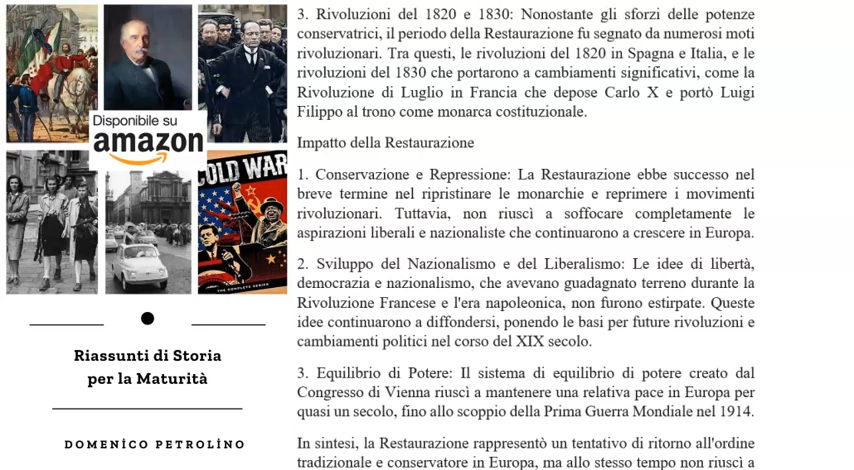 Disponibile su
amazon
COLD WAR
THE COMPLETE SERIES
Riassunti di Storia
per la Maturità
DOMENICO PETROLINO
3. Rivoluzioni del 1820 e 1830: Nonostante gli sforzi delle potenze
conservatrici, il periodo della Restaurazione fu segnato da numerosi moti
rivoluzionari. Tra questi, le rivoluzioni del 1820 in Spagna e Italia, e le
rivoluzioni del 1830 che portarono a cambiamenti significativi, come la
Rivoluzione di Luglio in Francia che depose Carlo X e portò Luigi
Filippo al trono come monarca costituzionale.
Impatto della Restaurazione
1. Conservazione e Repressione: La Restaurazione ebbe successo nel
breve termine nel ripristinare le monarchie e reprimere i movimenti
rivoluzionari. Tuttavia, non riuscì a soffocare completamente le
aspirazioni liberali e nazionaliste che continuarono a crescere in Europa.
2. Sviluppo del Nazionalismo e del Liberalismo: Le idee di libertà,
democrazia e nazionalismo, che avevano guadagnato terreno durante la
Rivoluzione Francese e l'era napoleonica, non furono estirpate. Queste
idee continuarono a diffondersi, ponendo le basi per future rivoluzioni e
cambiamenti politici nel corso del XIX secolo.
3. Equilibrio di Potere: Il sistema di equilibrio di potere creato dal
Congresso di Vienna riuscì a mantenere una relativa pace in Europa per
quasi un secolo, fino allo scoppio della Prima Guerra Mondiale nel 1914.
In sintesi, la Restaurazione rappresentò un tentativo di ritorno all'ordine
tradizionale e conservatore in Europa, ma allo stesso tempo non riuscì a